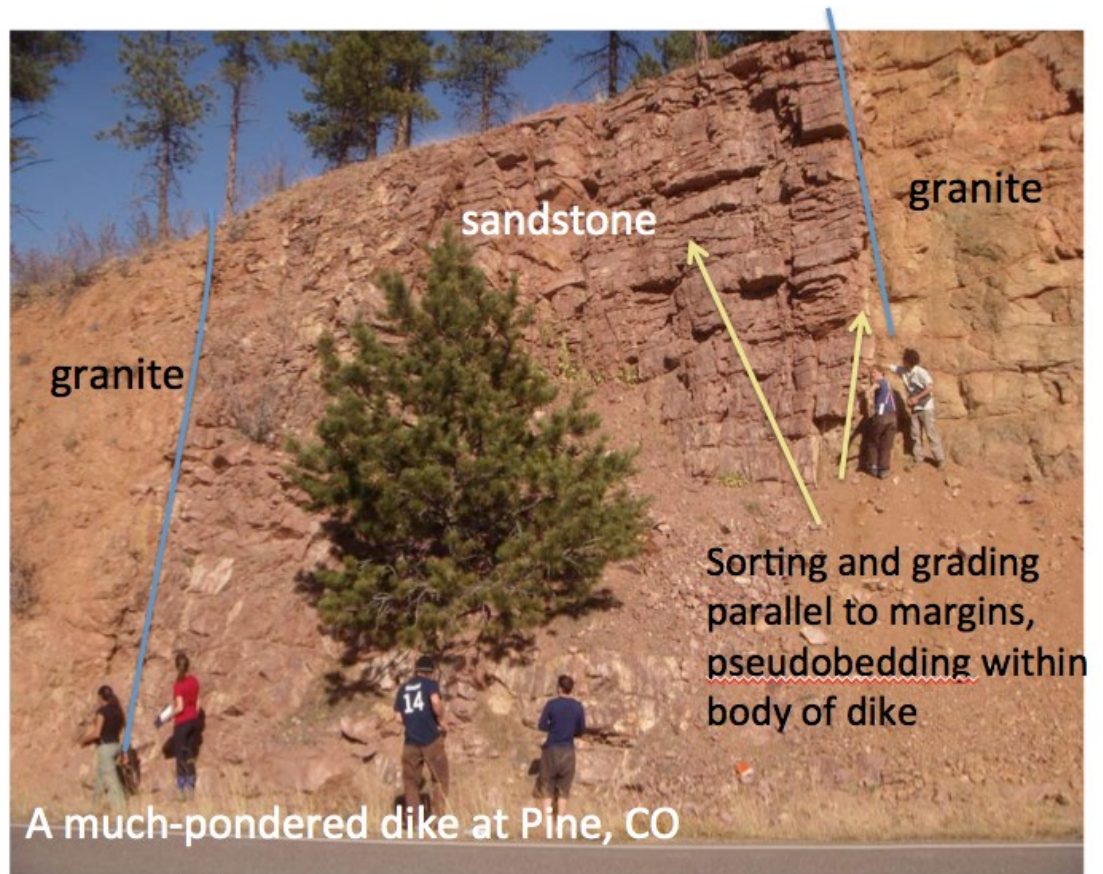 sandstone
granite
granite
Sorting and grading
parallel to margins,
pseudobedding within
body of dike
14
A much-pondered dike at Pine, CO